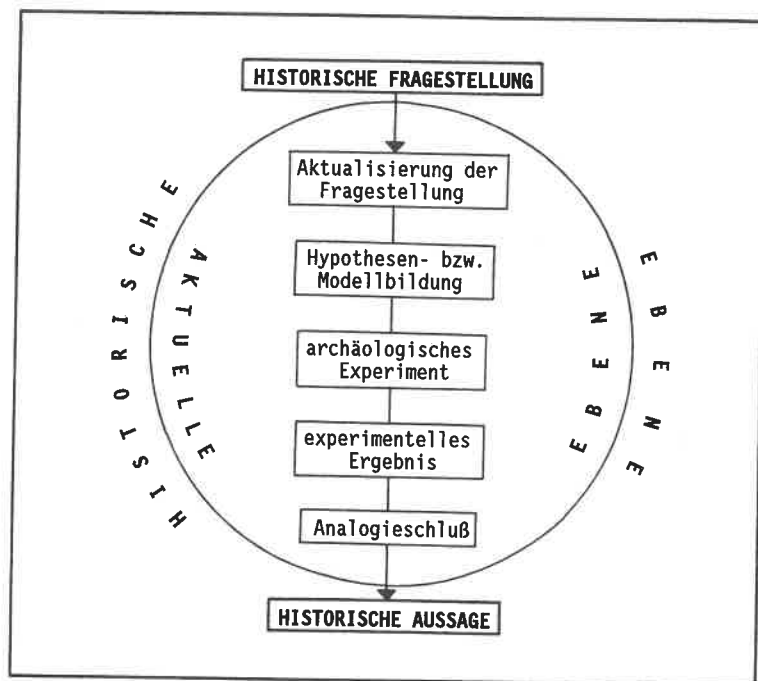 HISTORISCHE FRAGESTELLUNG
Aktualisierung der
Fragestellung
Hypothesen- bzw.
Modellbildung
archäologisches
Experiment
experimentelles
Ergebnis
Analogieschluß
HISTORISCHE AUSSAGE
HISTORISCHE
EBENE
AKTUELLE
EBENE